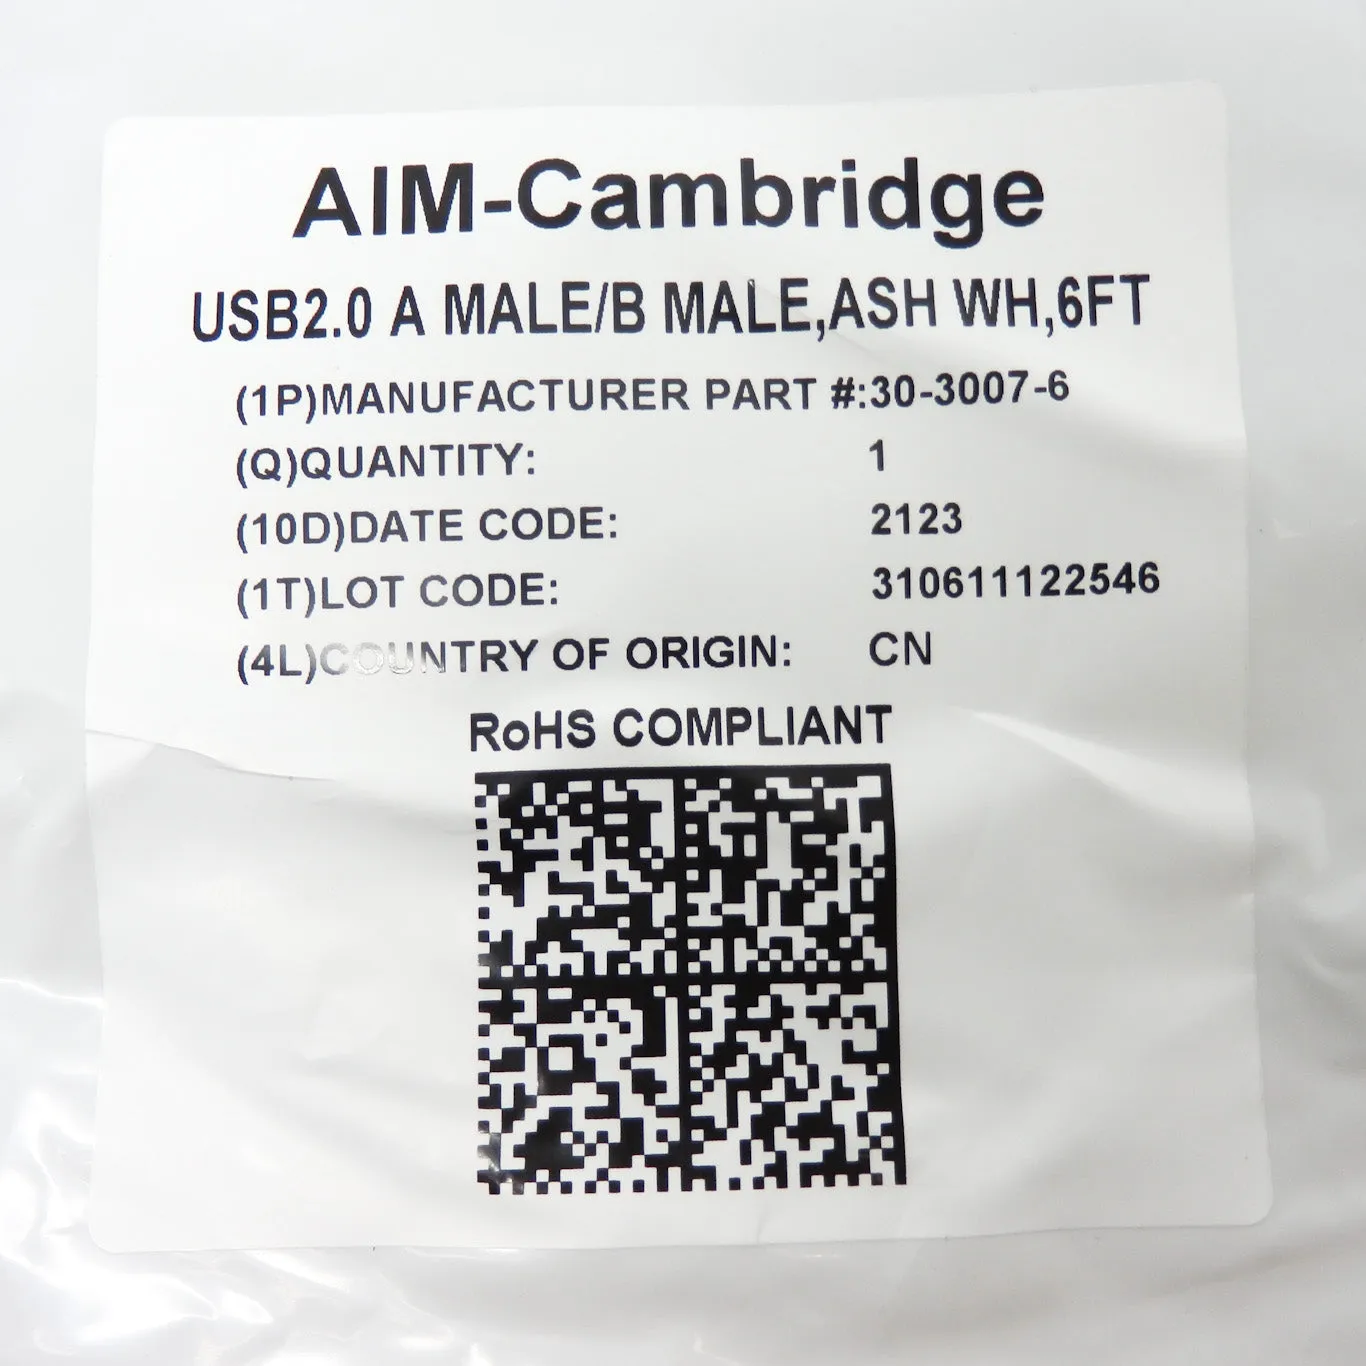 AIM-Cambridge
USB2.0 A MALE/B MALE,ASH WH,6FT
(1P)MANUFACTURER PART #:30-3007-6
(Q)QUANTITY: 1
(10D)DATE CODE: 2123
(1T)LOT CODE: 310611122546
(4L)COUNTRY OF ORIGIN: CN
RoHS COMPLIANT